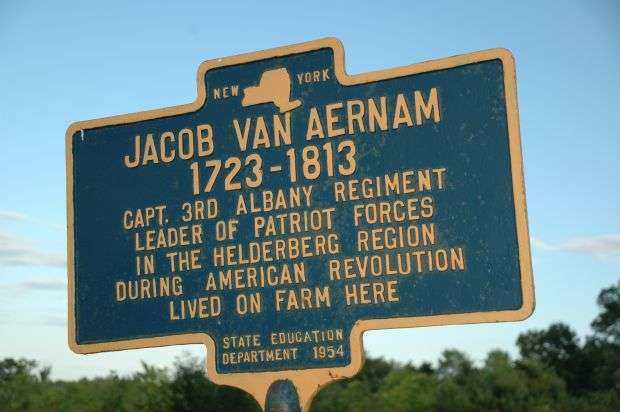 NEW YORK
JACOB VAN AERNAM
1723-1813
CAPT. 3RD ALBANY REGIMENT
LEADER OF PATRIOT FORCES
IN THE HELDERBERG REGION
DURING AMERICAN REVOLUTION
LIVED ON FARM HERE
STATE EDUCATION
DEPARTMENT 1954